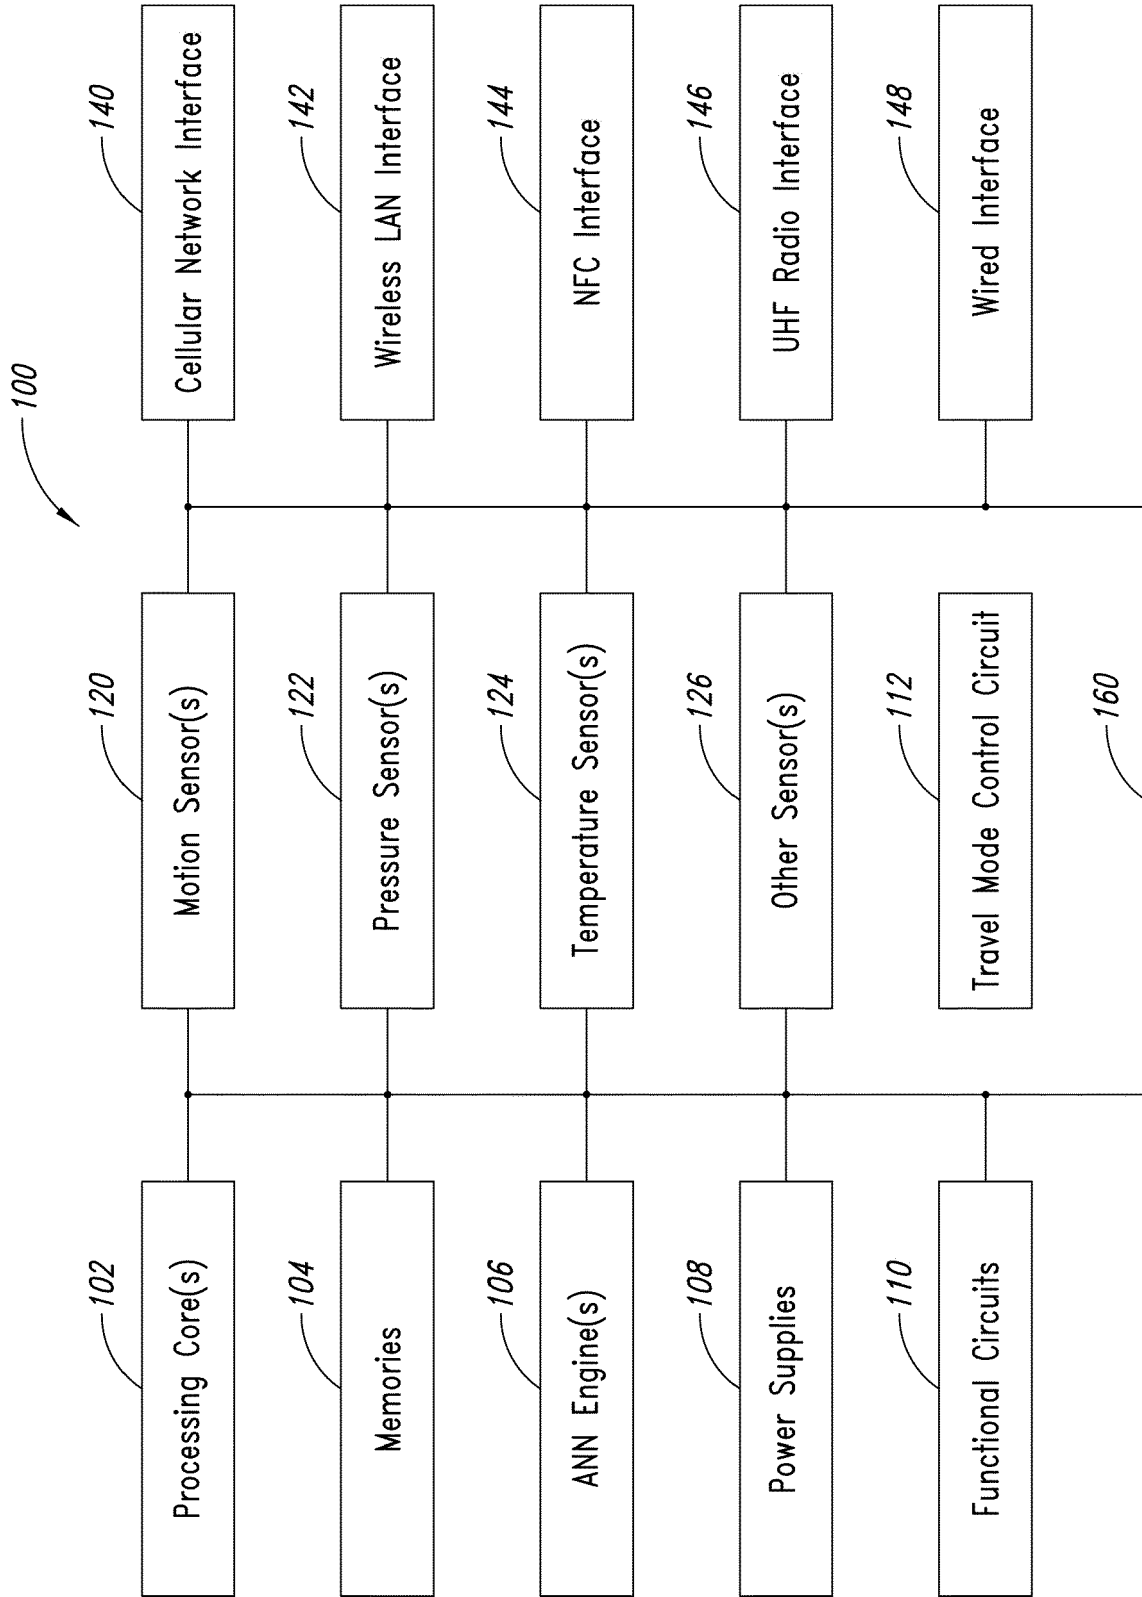 100
102
Processing Core(s)
120
Motion Sensor(s)
140
Cellular Network Interface
104
Memories
122
Pressure Sensor(s)
142
Wireless LAN Interface
106
ANN Engine(s)
124
Temperature Sensor(s)
144
NFC Interface
108
Power Supplies
126
Other Sensor(s)
146
UHF Radio Interface
110
Functional Circuits
112
Travel Mode Control Circuit
148
Wired Interface
160